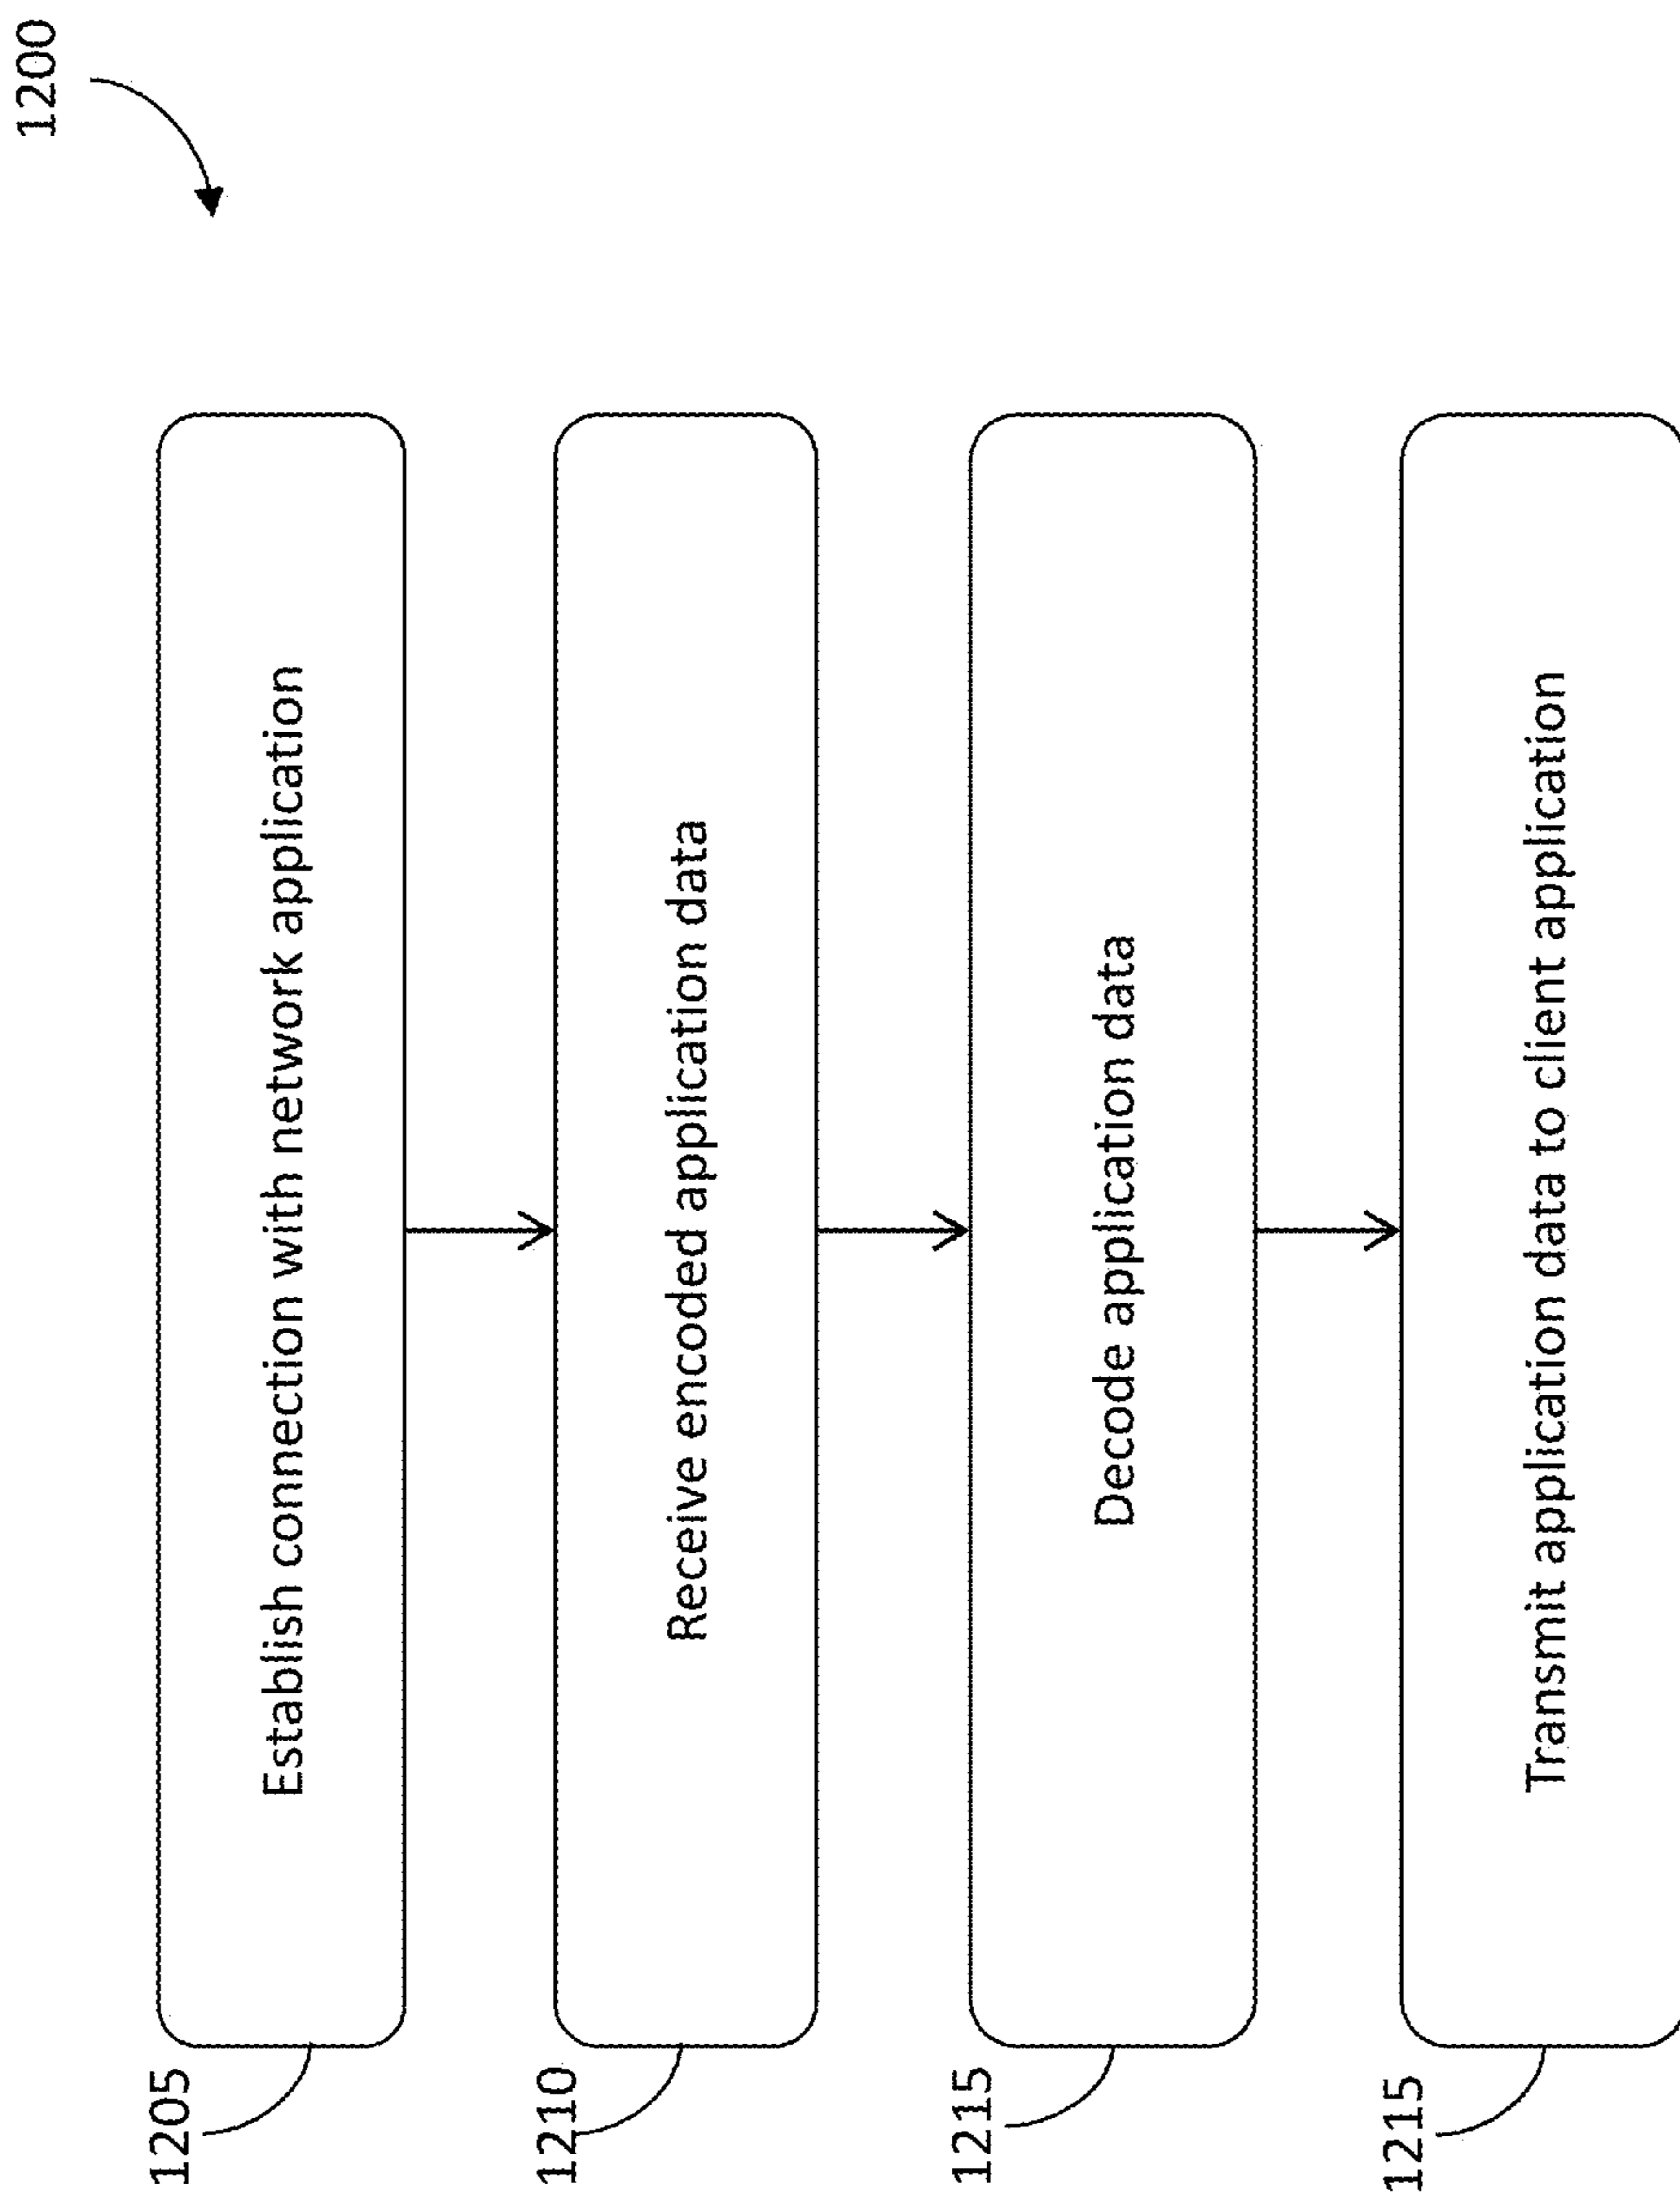 1200
1205
Establish connection with network application
1210
Receive encoded application data
1215
Decode application data
1215
Transmit application data to client application